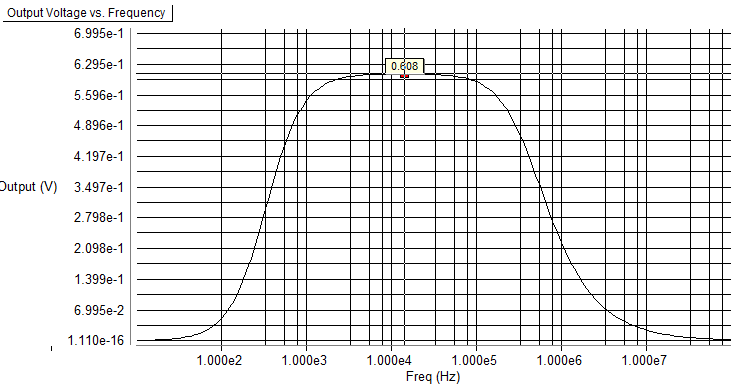 Output Voltage vs. Frequency
6.995e-1
6.295e-1
0.608
5.596e-1
4.896e-1
4.197e-1
Output (V)
3.497e-1
2.798e-1
2.098e-1
1.399e-1
6.995e-2
1.110e-16
1.000e2 1.000e3 1.000e4 1.000e5 1.000e6 1.000e7
Freq (Hz)